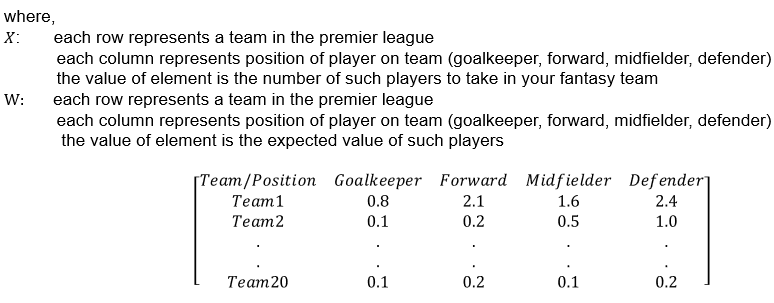 where,
X: each row represents a team in the premier league
each column represents position of player on team (goalkeeper, forward, midfielder, defender)
the value of element is the number of such players to take in your fantasy team
W: each row represents a team in the premier league
each column represents position of player on team (goalkeeper, forward, midfielder, defender)
the value of element is the expected value of such players
Team/Position Goalkeeper Forward Midfielder Defender
Team1 0.8 2.1 1.6 2.4
Team2 0.1 0.2 0.5 1.0
. . . . .
. . . . .
Team20 0.1 0.2 0.1 0.2